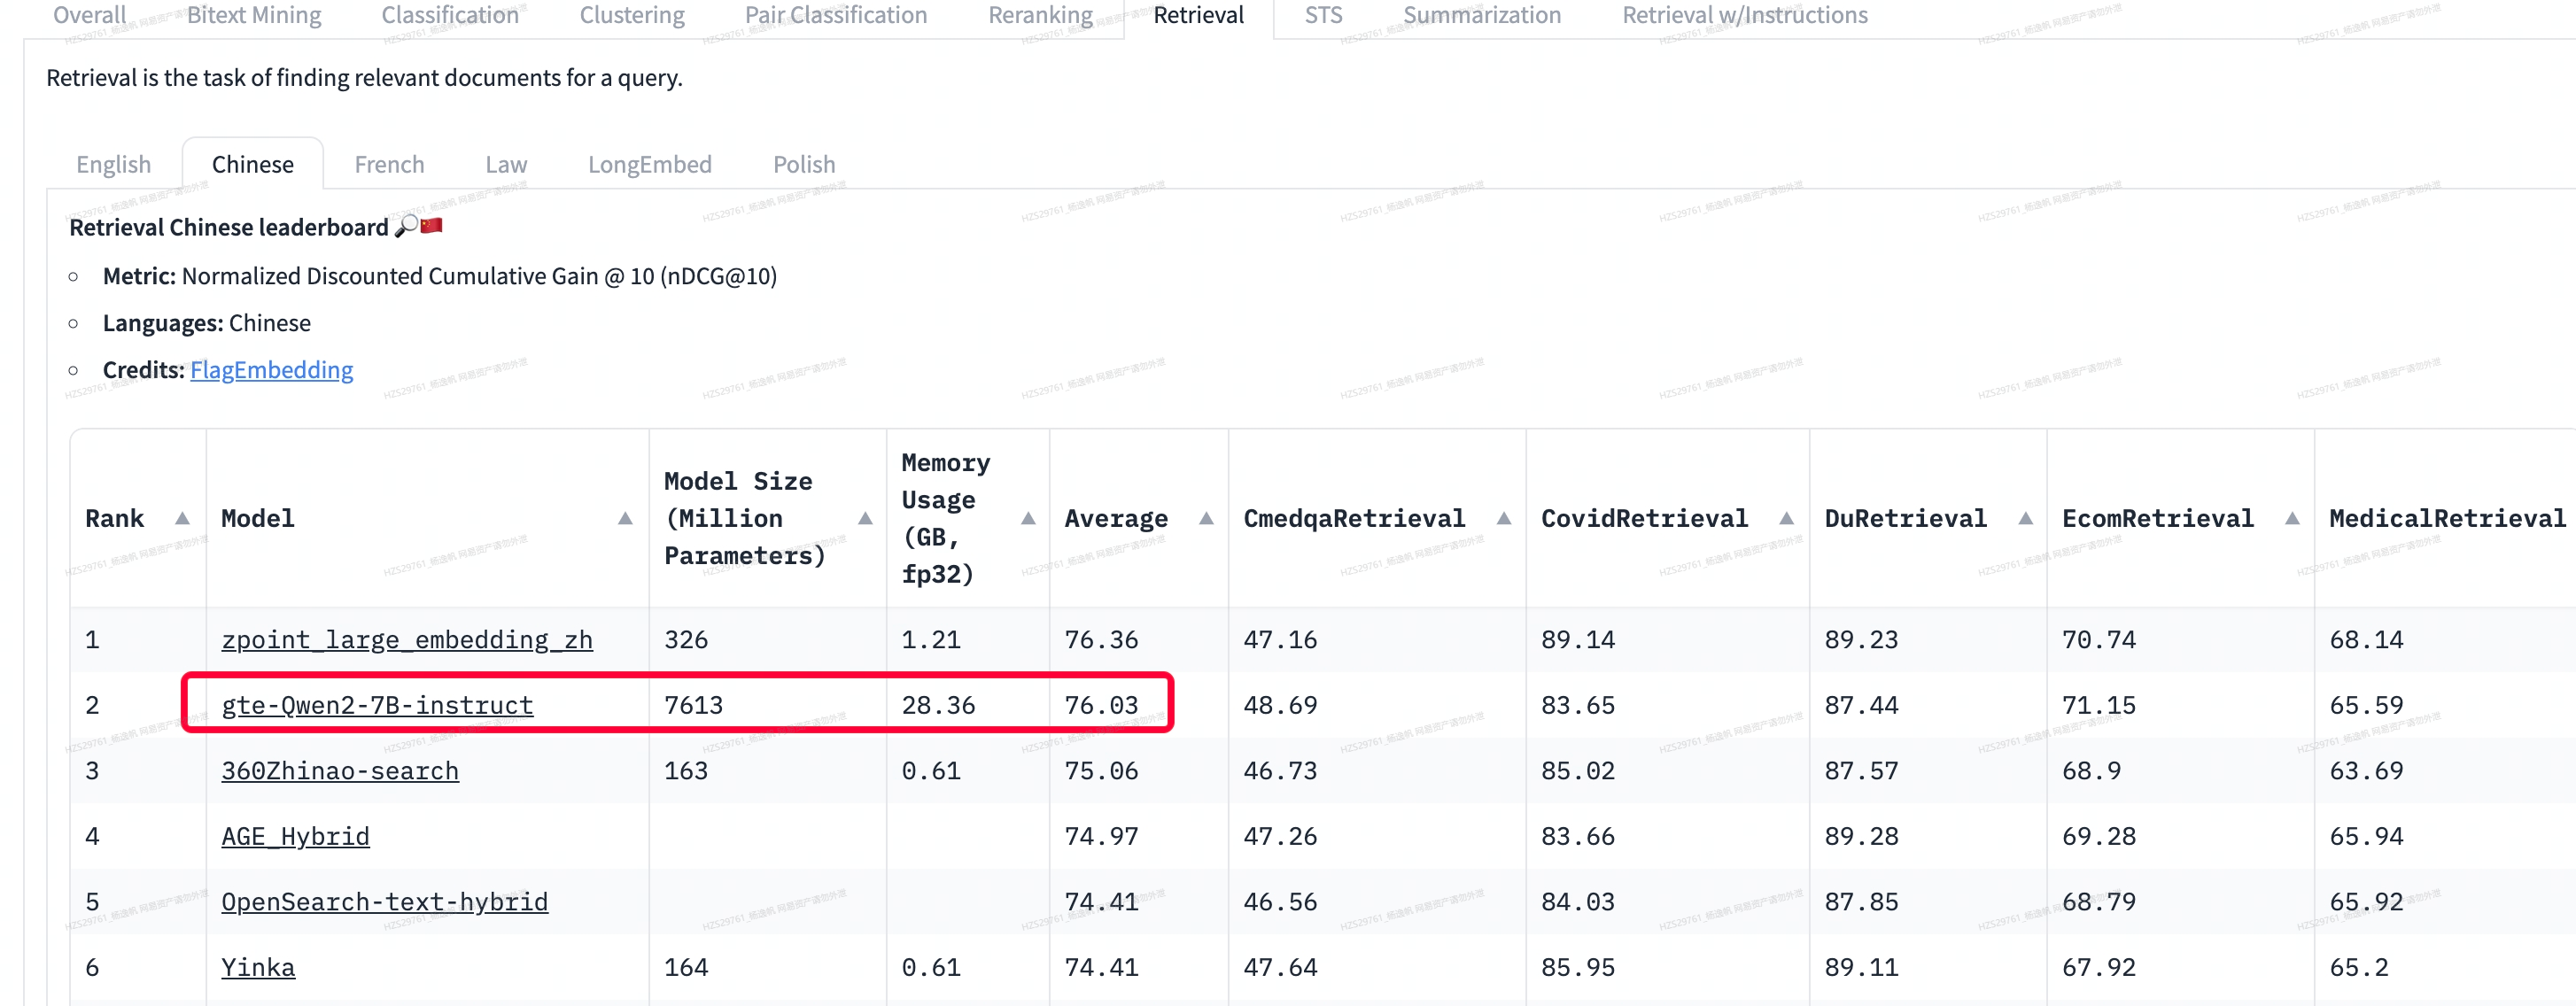 Overall Bitext Mining Classification Clustering Pair Classification Reranking Retrieval STS Summarization Retrieval w/Instructions
Retrieval is the task of finding relevant documents for a query.
English Chinese French Law LongEmbed Polish
Retrieval Chinese leaderboard 🔎🇨🇳
Metric: Normalized Discounted Cumulative Gain @ 10 (nDCG@10)
Languages: Chinese
Credits: FlagEmbedding
Rank Model Model Size (Million Parameters) Memory Usage (GB, fp32) Average CmedqaRetrieval CovidRetrieval DuRetrieval EcomRetrieval MedicalRetrieval
1 zpoint_large_embedding_zh 326 1.21 76.36 47.16 89.14 89.23 70.74 68.14
2 gte-Qwen2-7B-instruct 7613 28.36 76.03 48.69 83.65 87.44 71.15 65.59
3 360Zhinao-search 163 0.61 75.06 46.73 85.02 87.57 68.9 63.69
4 AGE_Hybrid 74.97 47.26 83.66 89.28 69.28 65.94
5 OpenSearch-text-hybrid 74.41 46.56 84.03 87.85 68.79 65.92
6 Yinka 164 0.61 74.41 47.64 85.95 89.11 67.92 65.2